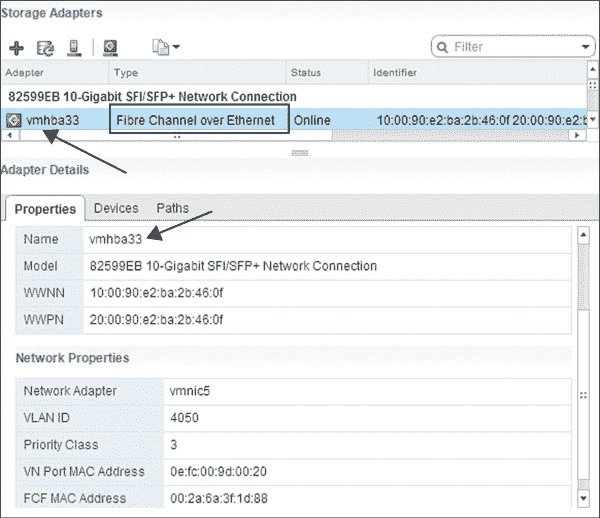 Storage Adapters
Filter
Adapter Type Status Identifier
82599EB 10-Gigabit SFI/SFP+ Network Connection
vmhba33 Fibre Channel over Ethernet Online 10:00:90:e2:ba:2b:46:0f 20:00:90:e2:b
Adapter Details
Properties Devices Paths
Name vmhba33
Model 82599EB 10-Gigabit SFI/SFP+ Network Connection
WWNN 10:00:90:e2:ba:2b:46:0f
WWPN 20:00:90:e2:ba:2b:46:0f
Network Properties
Network Adapter vmnic5
VLAN ID 4050
Priority Class 3
VN Port MAC Address 0e:fc:00:9d:00:20
FCF MAC Address 00:2a:6a:3f:1d:88